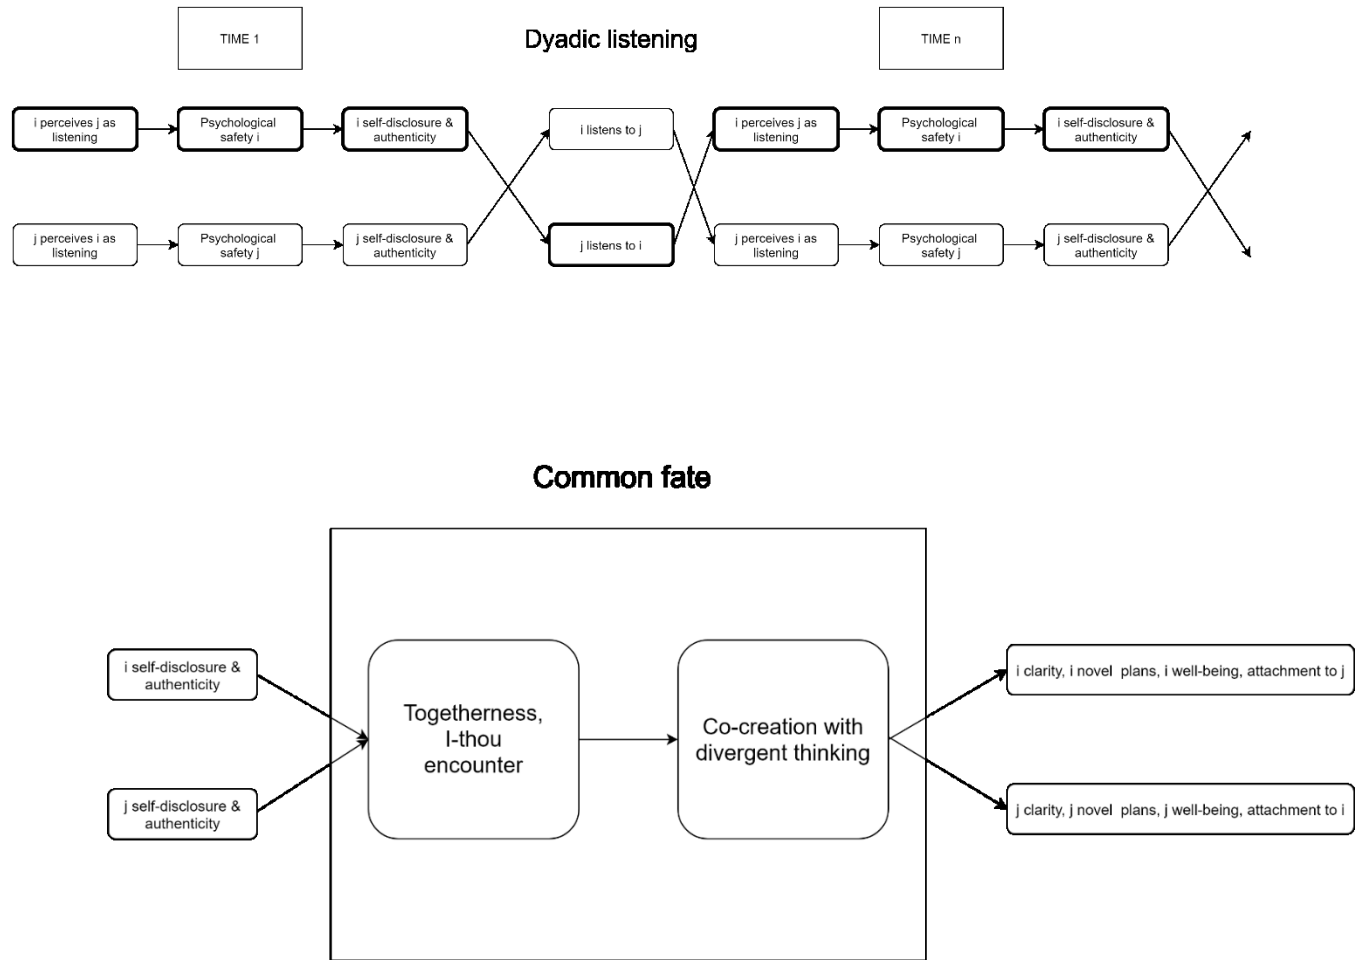 TIME 1
Dyadic listening
TIME n
i perceives j as
listening
Psychological
safety i
i self-disclosure &
authenticity
i listens to j
i perceives j as
listening
Psychological
safety i
i self-disclosure &
authenticity
j perceives i as
listening
Psychological
safety j
j self-disclosure &
authenticity
j listens to i
j perceives i as
listening
Psychological
safety j
j self-disclosure &
authenticity
Common fate
i self-disclosure &
authenticity
j self-disclosure &
authenticity
Togetherness,
I-thou
encounter
Co-creation with
divergent thinking
i clarity, i novel plans, i well-being, attachment to j
j clarity, j novel plans, j well-being, attachment to i